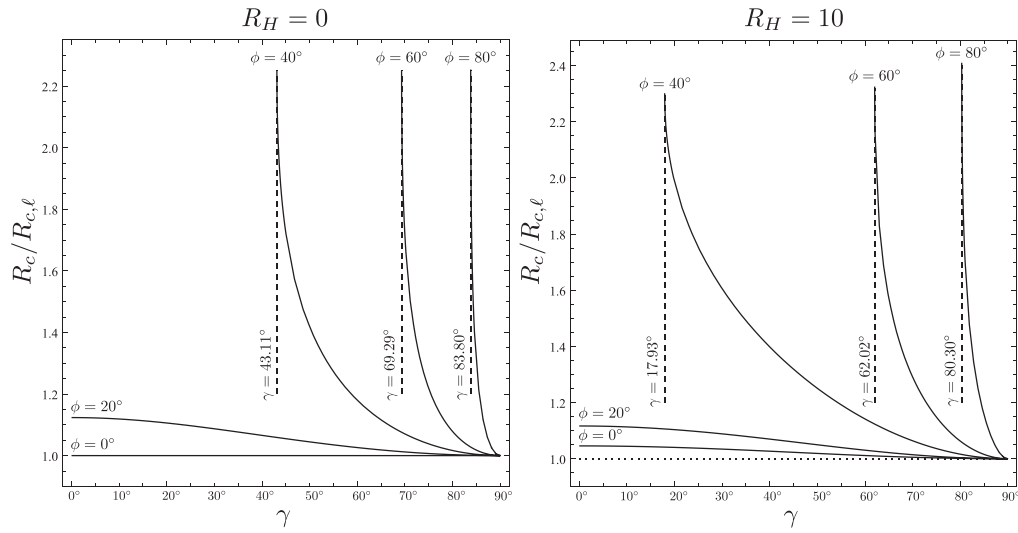 R_H = 0
R_c/R_{c,ℓ}
ϕ = 40° ϕ = 60° ϕ = 80°
2.2
2.0
1.8
1.6
1.4
1.2
1.0
γ = 43.11°
γ = 69.29°
γ = 83.80°
ϕ = 20°
ϕ = 0°
0° 10° 20° 30° 40° 50° 60° 70° 80° 90°
γ
R_H = 10
R_c/R_{c,ℓ}
ϕ = 80°
ϕ = 60°
ϕ = 40°
2.4
2.2
2.0
1.8
1.6
1.4
1.2
1.0
γ = 17.93°
γ = 62.02°
γ = 80.30°
ϕ = 20°
ϕ = 0°
0° 10° 20° 30° 40° 50° 60° 70° 80° 90°
γ